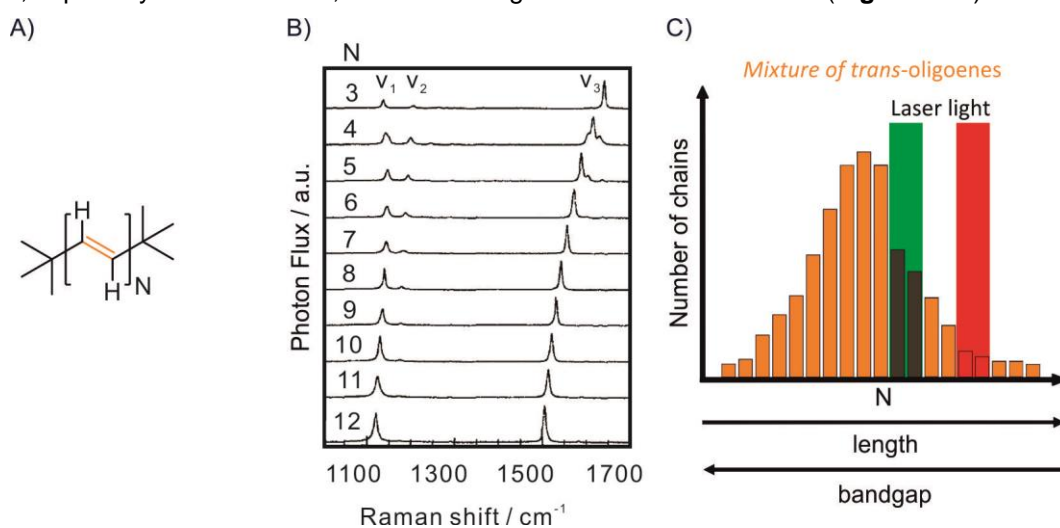 A)
B)
C)
H
H
N
N
ν1 ν2 ν3
3
4
5
6
7
8
9
10
11
12
Photon Flux / a.u.
1100 1300 1500 1700
Raman shift / cm-1
Mixture of trans-oligoenes
Laser light
Number of chains
N
length
bandgap